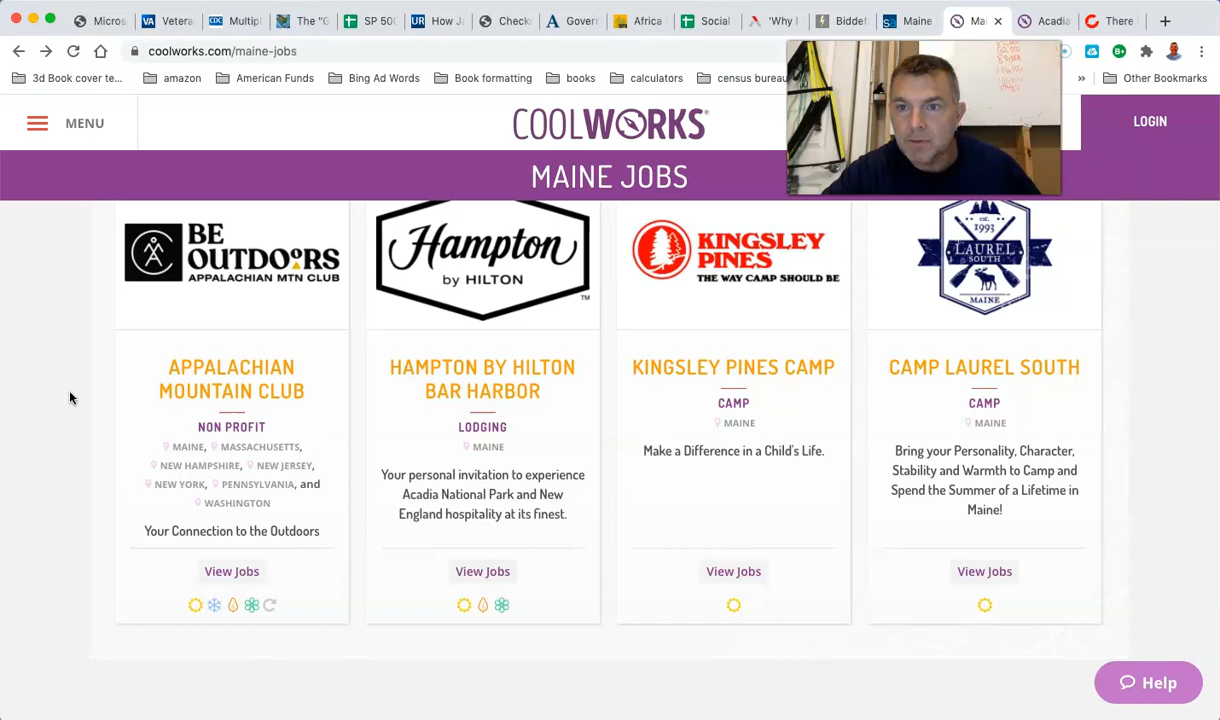 Micros
Vetera
CDC Multipl
The "G
SP 500
UR How J
Checke
Govern
Africa
Social
'Why I
Biddef
Maine
Mai
Acadia
There
coolworks.com/maine-jobs
3d Book cover te...
amazon
American Funds
Bing Ad Words
Book formatting
books
calculators
census bureau
Other Bookmarks
MENU
COOLWORKS®
LOGIN
MAINE JOBS
BE OUTDOORS
APPALACHIAN MTN CLUB
Hampton
by HILTON
TM
KINGSLEY
PINES
THE WAY CAMP SHOULD BE
est.
1993
LAUREL
SOUTH
MAINE
APPALACHIAN
MOUNTAIN CLUB
NON PROFIT
MAINE, MASSACHUSETTS,
NEW HAMPSHIRE, NEW JERSEY,
NEW YORK, PENNSYLVANIA, and
WASHINGTON
Your Connection to the Outdoors
View Jobs
HAMPTON BY HILTON
BAR HARBOR
LODGING
MAINE
Your personal invitation to experience
Acadia National Park and New
England hospitality at its finest.
View Jobs
KINGSLEY PINES CAMP
CAMP
MAINE
Make a Difference in a Child's Life.
View Jobs
CAMP LAUREL SOUTH
CAMP
MAINE
Bring your Personality, Character,
Stability and Warmth to Camp and
Spend the Summer of a Lifetime in
Maine!
View Jobs
Help